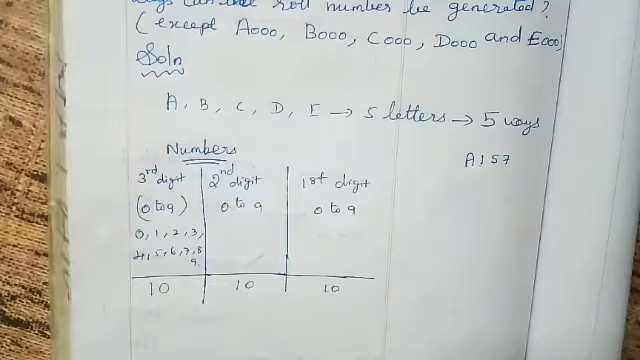 ways can the roll number be generated?
(except A000, B000, C000, D000 and E000)
Soln
A, B, C, D, E → 5 letters → 5 ways
A157
Numbers
3rd digit 2nd digit 1st digit
(0 to 9) 0 to 9 0 to 9
0, 1, 2, 3,
4, 5, 6, 7, 8
9
10 10 10